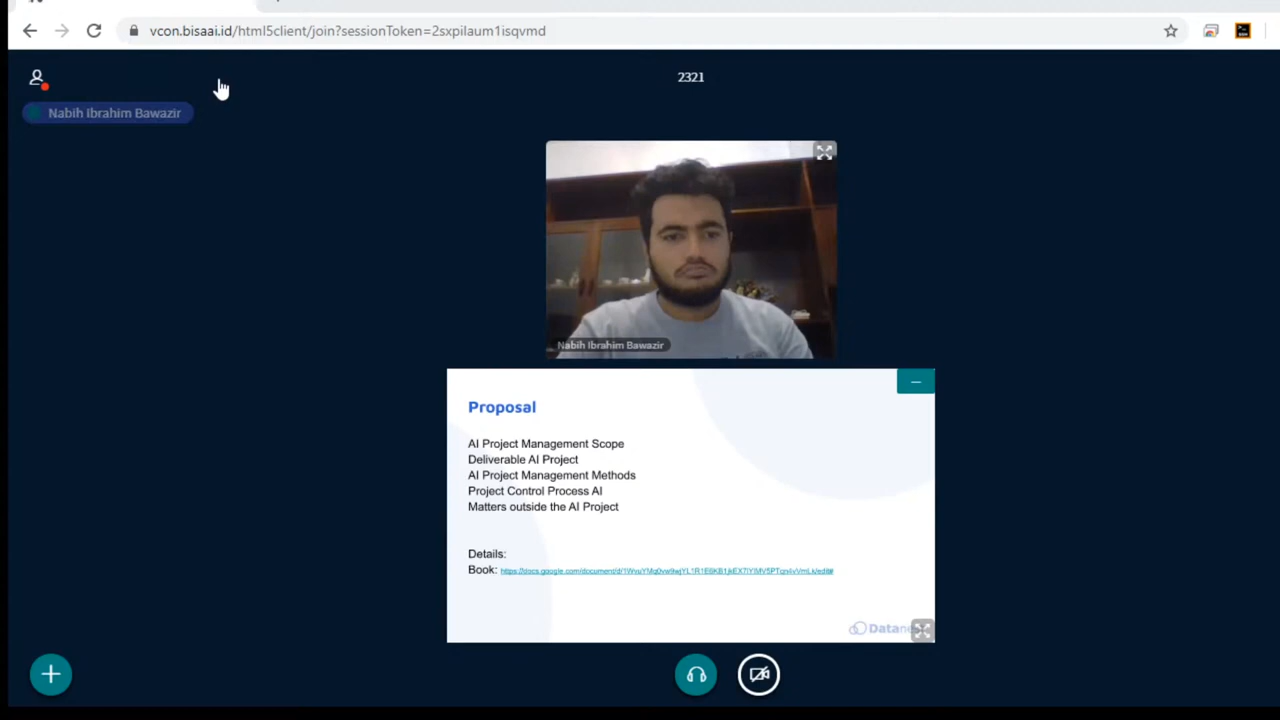 vcon.bisaai.id/html5client/join?sessionToken=2sxpilaum1isqvmd
2321
Nabih Ibrahim Bawazir
Nabih Ibrahim Bawazir
Proposal
AI Project Management Scope
Deliverable AI Project
AI Project Management Methods
Project Control Process AI
Matters outside the AI Project
Details:
Book: